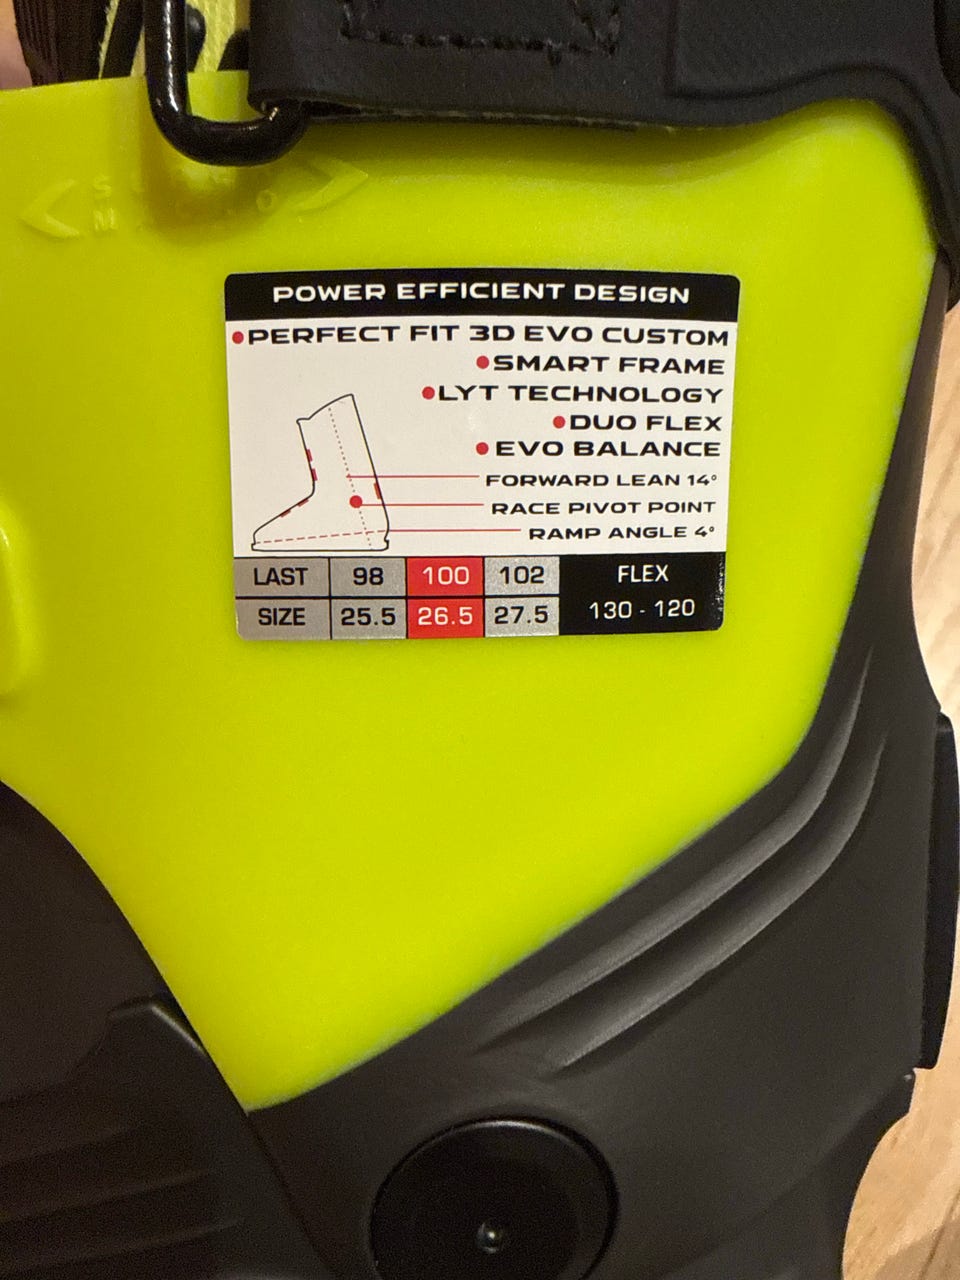 POWER EFFICIENT DESIGN
•PERFECT FIT 3D EVO CUSTOM
•SMART FRAME
•LYT TECHNOLOGY
•DUO FLEX
•EVO BALANCE
FORWARD LEAN 14°
RACE PIVOT POINT
RAMP ANGLE 4°
LAST 98 100 102 FLEX
SIZE 25.5 26.5 27.5 130 - 120